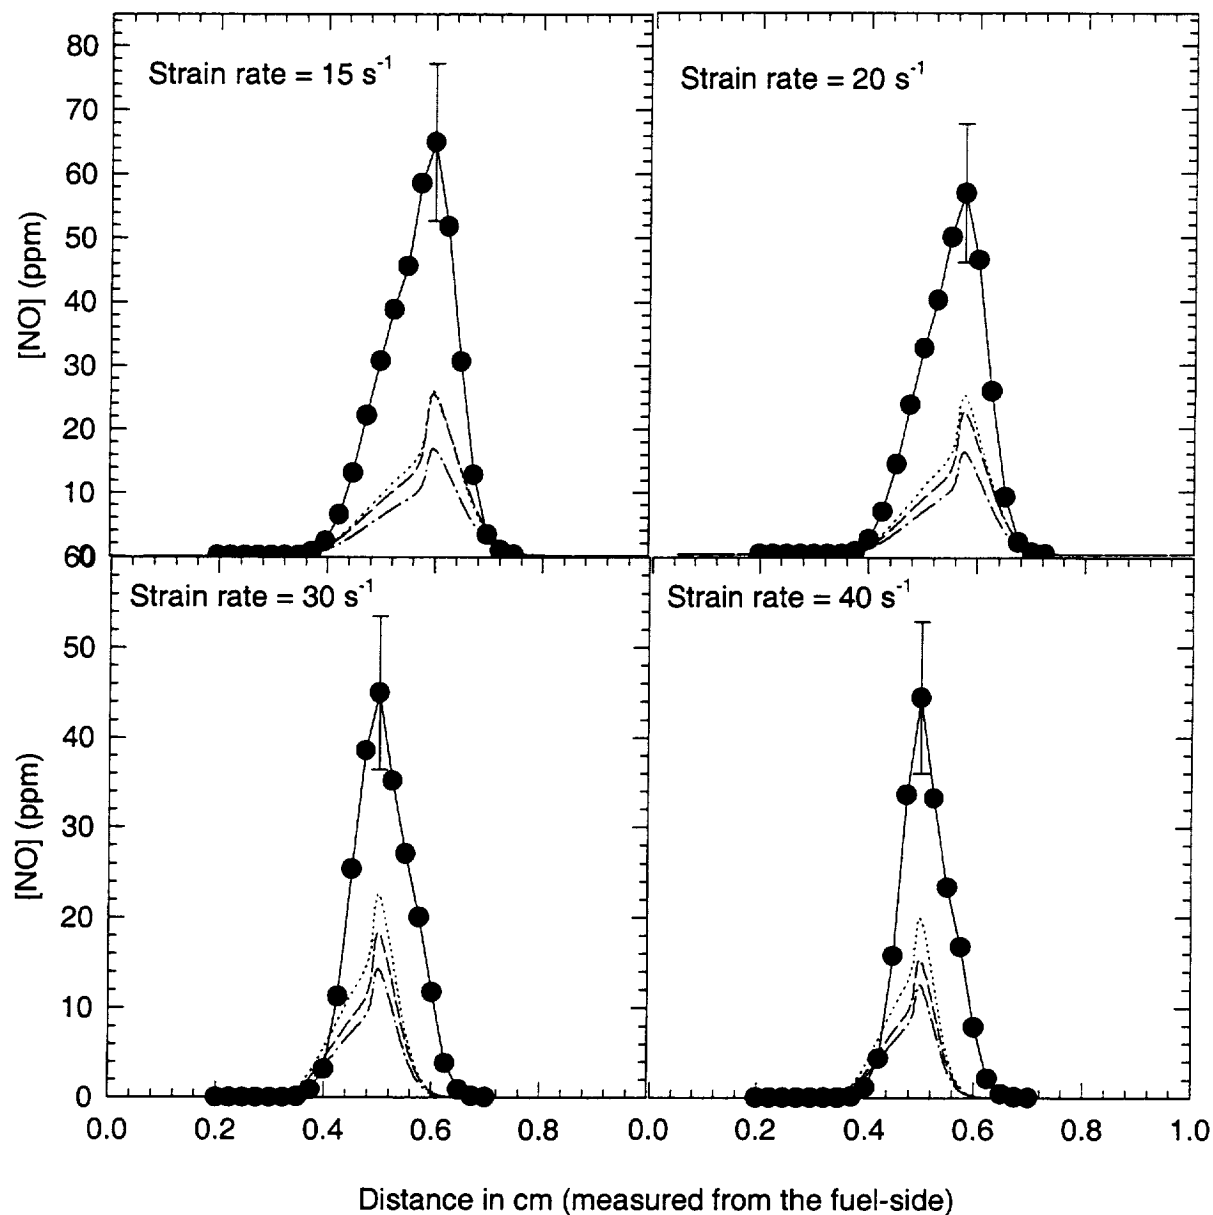 Strain rate = 15 s⁻¹
Strain rate = 20 s⁻¹
80
70
60
50
40
30
20
10
0
[NO] (ppm)
Strain rate = 30 s⁻¹
Strain rate = 40 s⁻¹
60
50
40
30
20
10
0
[NO] (ppm)
0.0 0.2 0.4 0.6 0.8 0.0 0.2 0.4 0.6 0.8 1.0
Distance in cm (measured from the fuel-side)